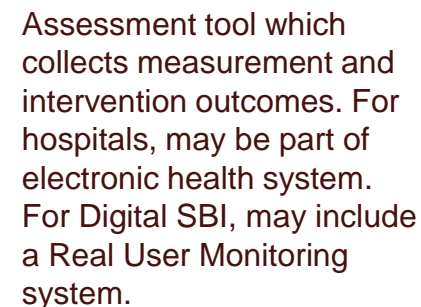 Assessment tool which
collects measurement and
intervention outcomes. For
hospitals, may be part of
electronic health system.
For Digital SBI, may include
a Real User Monitoring
system.